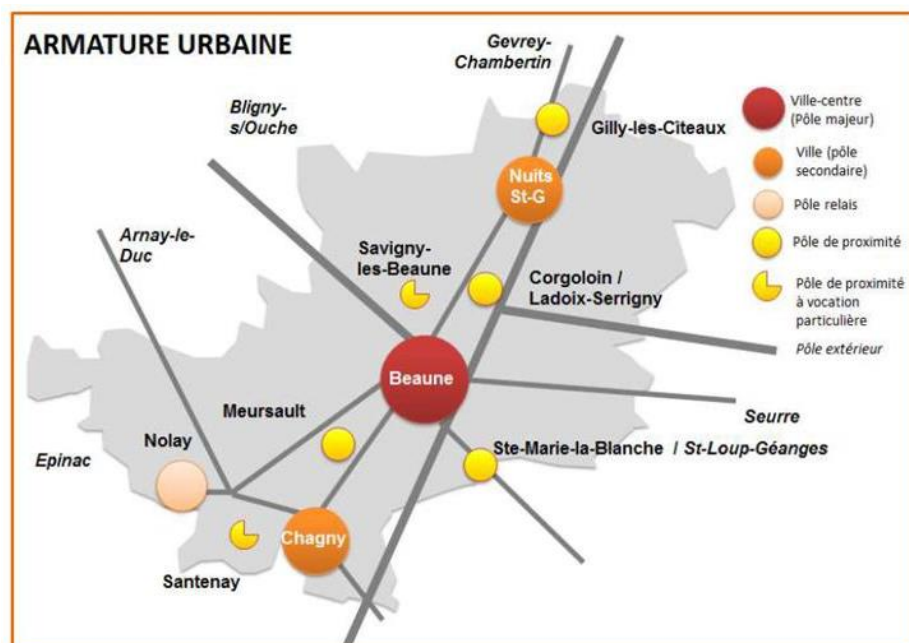 ARMATURE URBAINE
Gevrey-
Chambertin
Bligny-
s/Ouche
Gilly-les-Cîteaux
Nuits
St-G
Arnay-le-
Duc
Savigny-
les-Beaune
Corgoloin /
Ladoix-Serrigny
Beaune
Meursault
Seurre
Nolay
Epinac
Ste-Marie-la-Blanche / St-Loup-Géanges
Chagny
Santenay
Ville-centre
(Pôle majeur)
Ville (pôle
secondaire)
Pôle relais
Pôle de proximité
Pôle de proximité
à vocation
particulière
Pôle extérieur